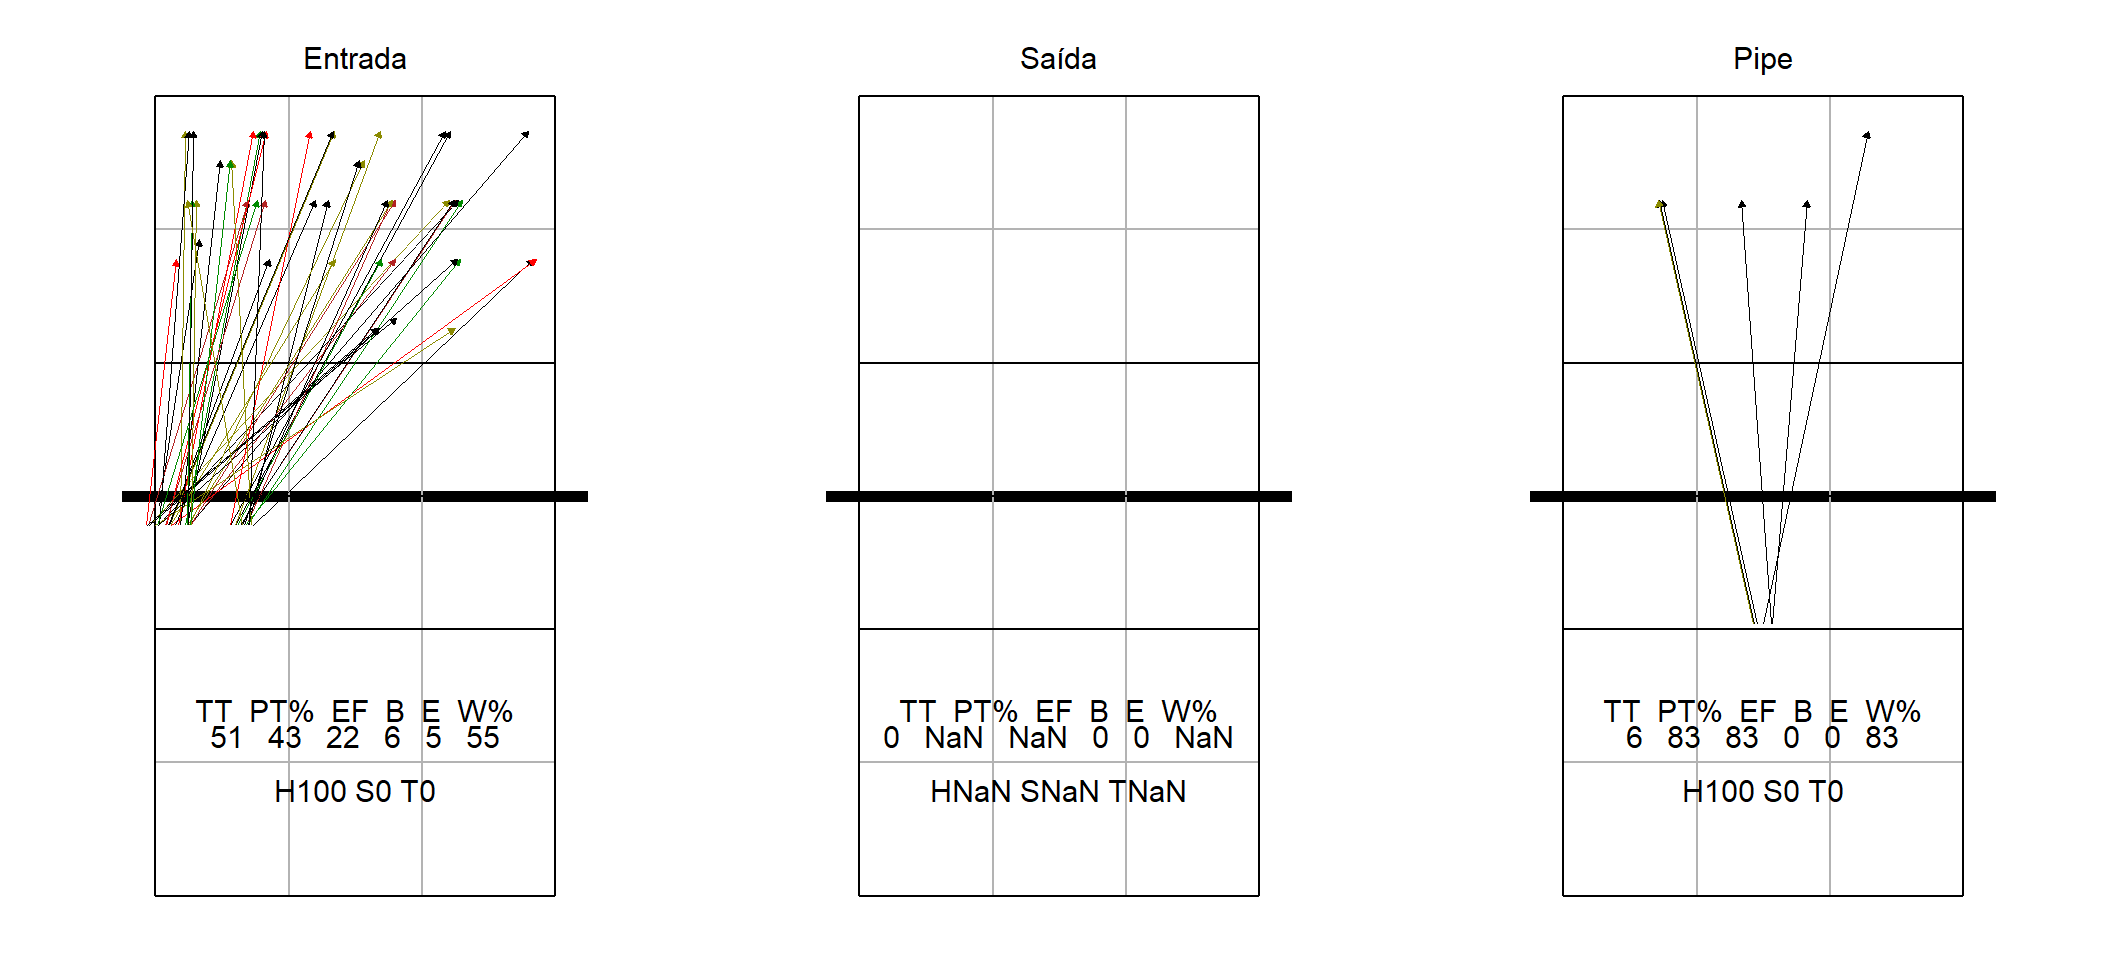 Entrada
TT PT% EF B E W%
51 43 22 6 5 55
H100 S0 T0
Saída
TT PT% EF B E W%
0 NaN NaN 0 0 NaN
HNaN SNaN TNaN
Pipe
TT PT% EF B E W%
6 83 83 0 0 83
H100 S0 T0